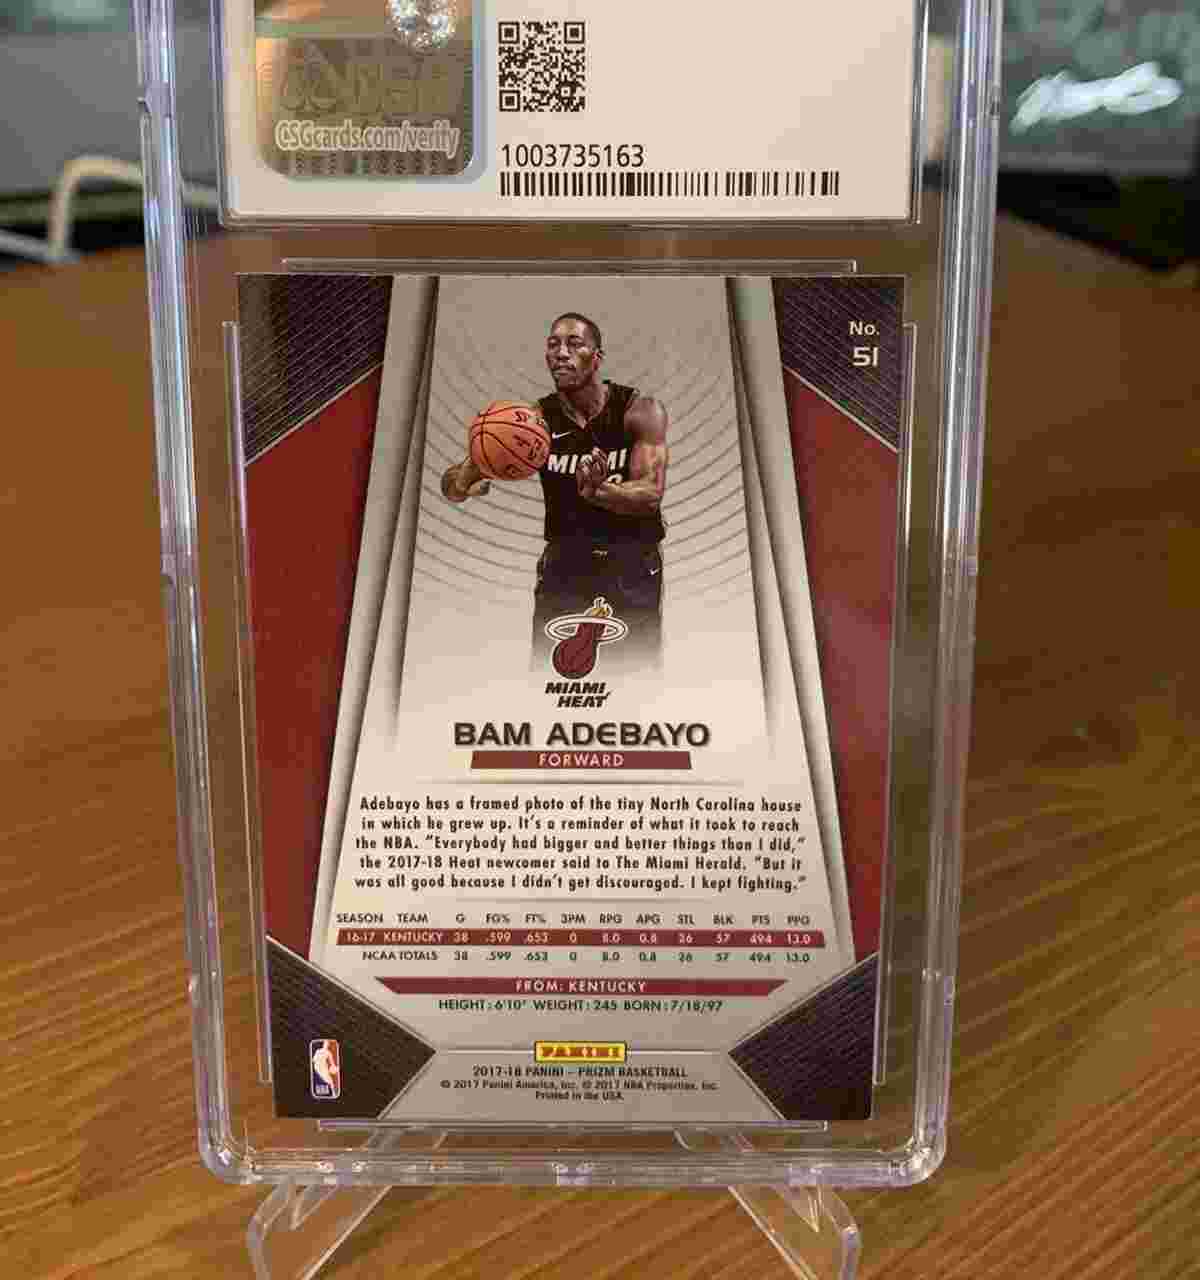 CSGcards.com/verify
1003735163
No.
51
MIAMI
MIAMI
HEAT
BAM ADEBAYO
FORWARD
Adebayo has a framed photo of the tiny North Carolina house
in which he grew up. It's a reminder of what it took to reach
the NBA. "Everybody had bigger and better things than I did,"
the 2017-18 Heat newcomer said to The Miami Herald. "But it
was all good because I didn't get discouraged. I kept fighting."
SEASON TEAM G FG% FT% 3PM RPG APG STL BLK PTS PPG
16-17 KENTUCKY 38 .599 .653 0 8.0 0.8 26 57 494 13.0
NCAA TOTALS 38 .599 .653 0 8.0 0.8 26 57 494 13.0
FROM: KENTUCKY
HEIGHT: 6'10" WEIGHT: 245 BORN: 7/18/97
PANINI
NBA
2017-18 PANINI – PRIZM BASKETBALL
© 2017 Panini America, Inc. © 2017 NBA Properties, Inc.
Printed in the USA.